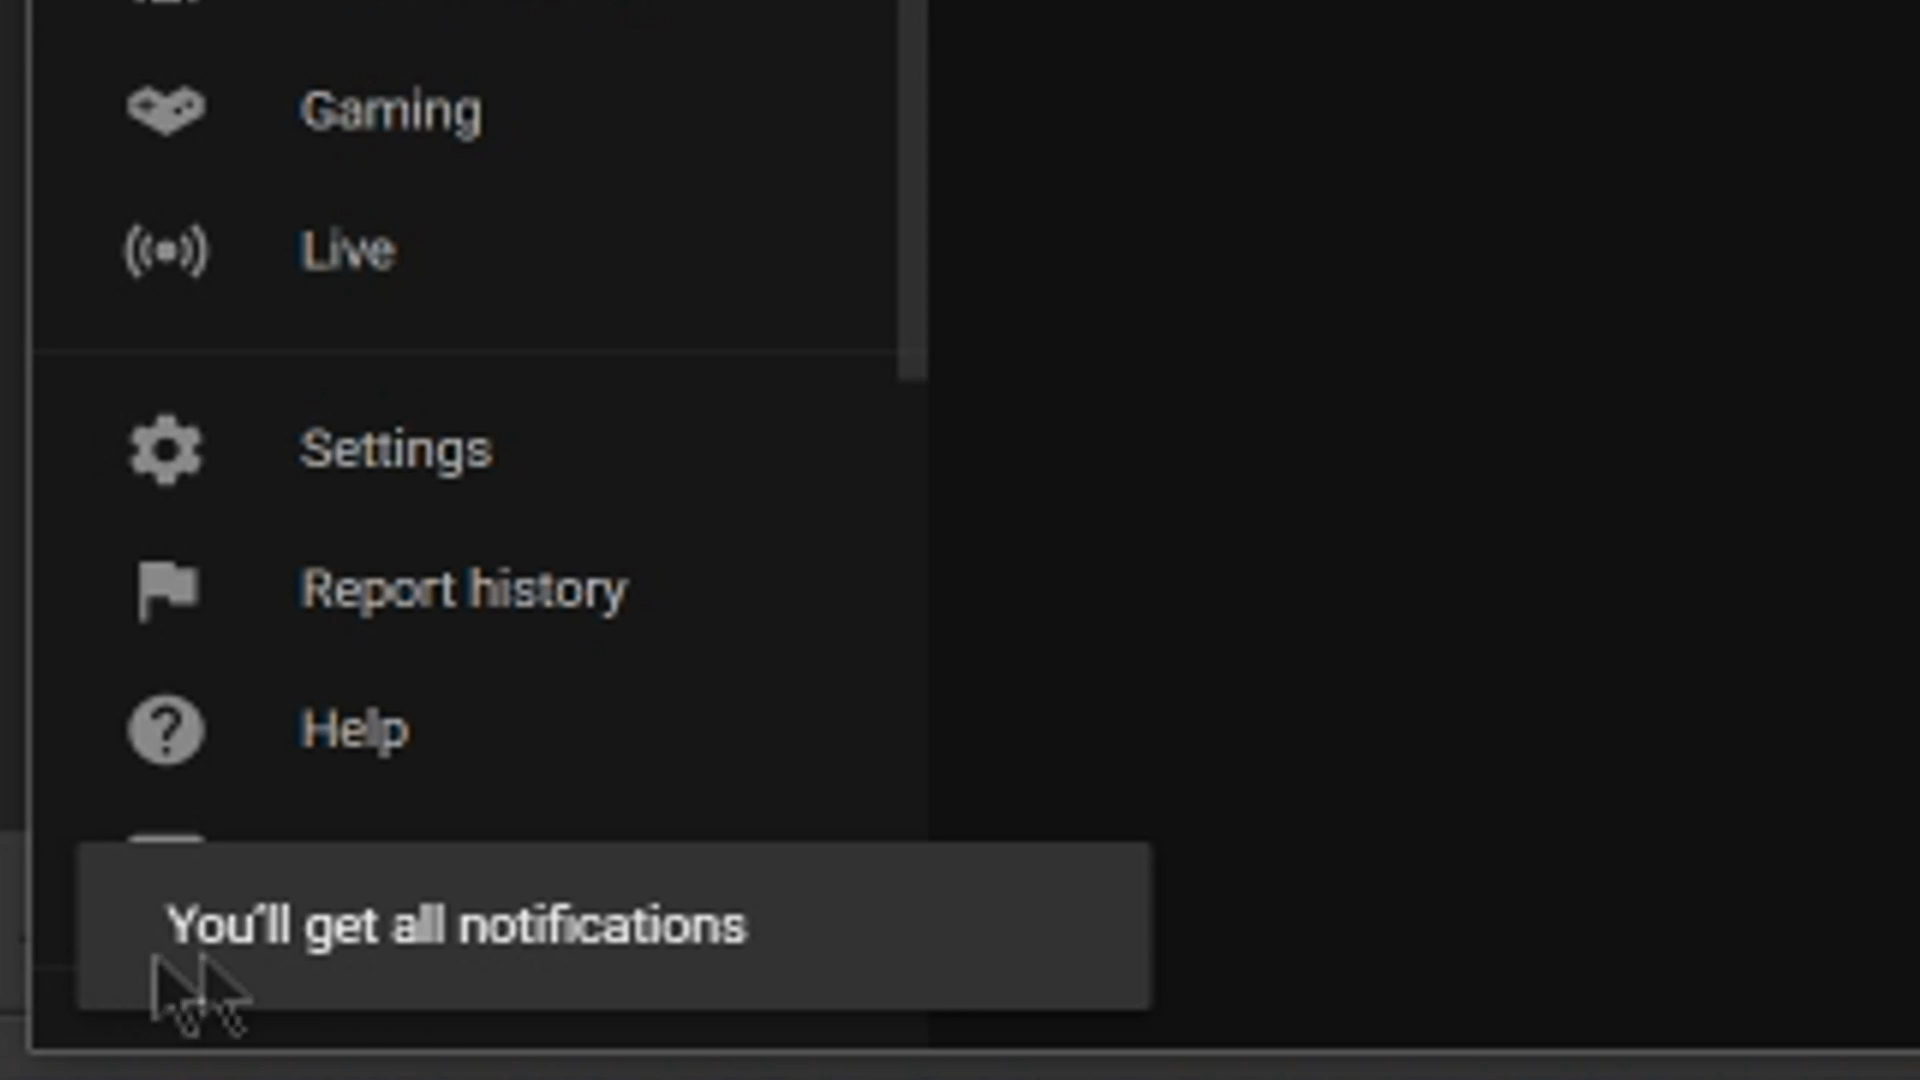 Gaming
Live
Settings
Report history
Help
You'll get all notifications